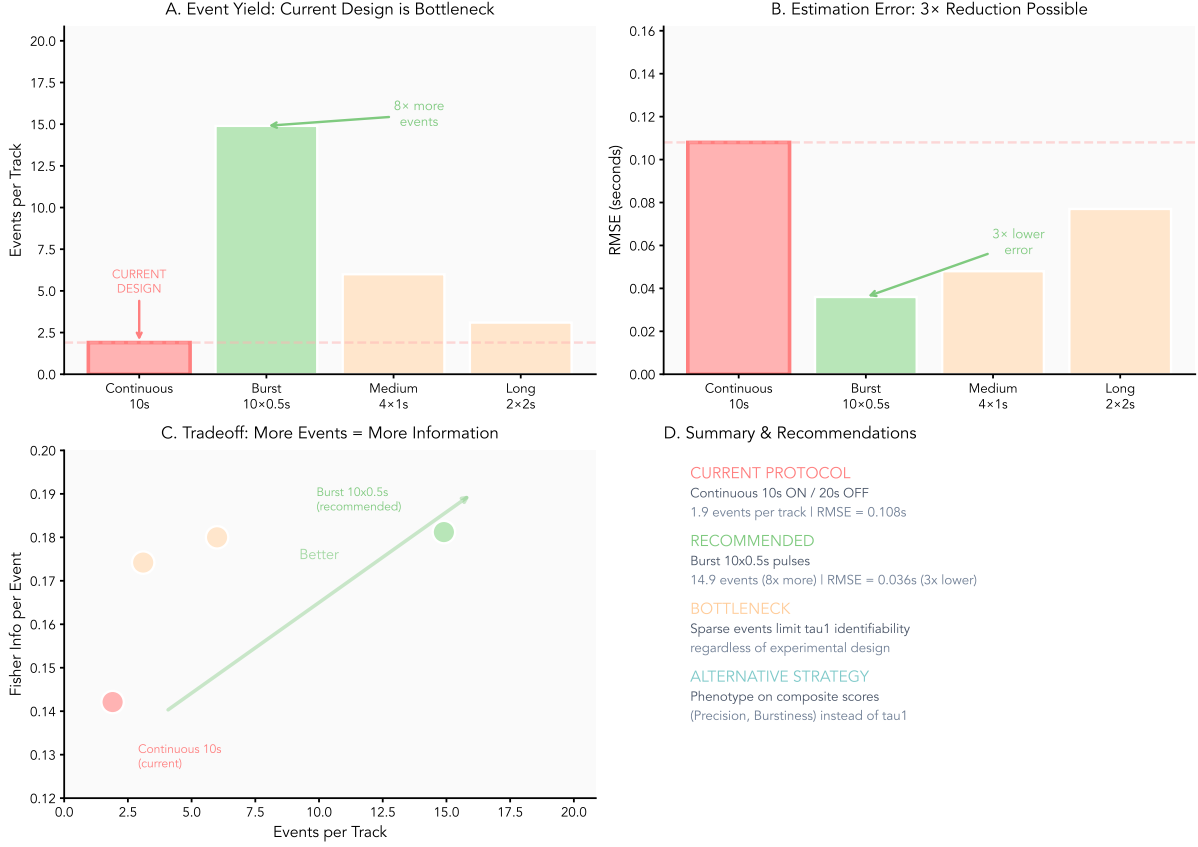 A. Event Yield: Current Design is Bottleneck
20.0
17.5
15.0
12.5
10.0
7.5
5.0
2.5
0.0
Events per Track
8× more
events
CURRENT
DESIGN
Continuous
10s
Burst
10×0.5s
Medium
4×1s
Long
2×2s
B. Estimation Error: 3× Reduction Possible
0.16
0.14
0.12
0.10
0.08
0.06
0.04
0.02
0.00
RMSE (seconds)
3× lower
error
Continuous
10s
Burst
10×0.5s
Medium
4×1s
Long
2×2s
C. Tradeoff: More Events = More Information
0.20
0.19
0.18
0.17
0.16
0.15
0.14
0.13
0.12
Fisher Info per Event
Burst 10x0.5s
(recommended)
Better
Continuous 10s
(current)
0.0
2.5
5.0
7.5
10.0
12.5
15.0
17.5
20.0
Events per Track
D. Summary & Recommendations
CURRENT PROTOCOL
Continuous 10s ON / 20s OFF
1.9 events per track | RMSE = 0.108s
RECOMMENDED
Burst 10x0.5s pulses
14.9 events (8x more) | RMSE = 0.036s (3x lower)
BOTTLENECK
Sparse events limit tau1 identifiability
regardless of experimental design
ALTERNATIVE STRATEGY
Phenotype on composite scores
(Precision, Burstiness) instead of tau1